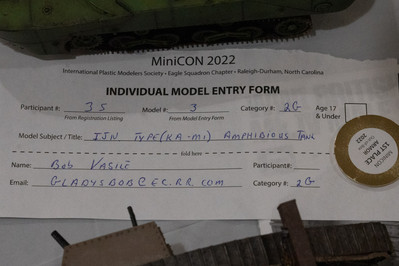 MiniCON 2022
International Plastic Modelers Society • Eagle Squadron Chapter • Raleigh-Durham, North Carolina
INDIVIDUAL MODEL ENTRY FORM
Participant #: 35 Model #: 3 Category #: 2G Age 17 & Under
From Registration Listing From Model Entry Form
Model Subject / Title: IJN TYPE (KA-Mi) AMPHIBIOUS TANK
fold here
Name: Bob VASILE Participant#:
Email: GLADYSBOB@EC.RR.COM Category #: 2G
MINICON
2022
1ST PLACE
ARMOR